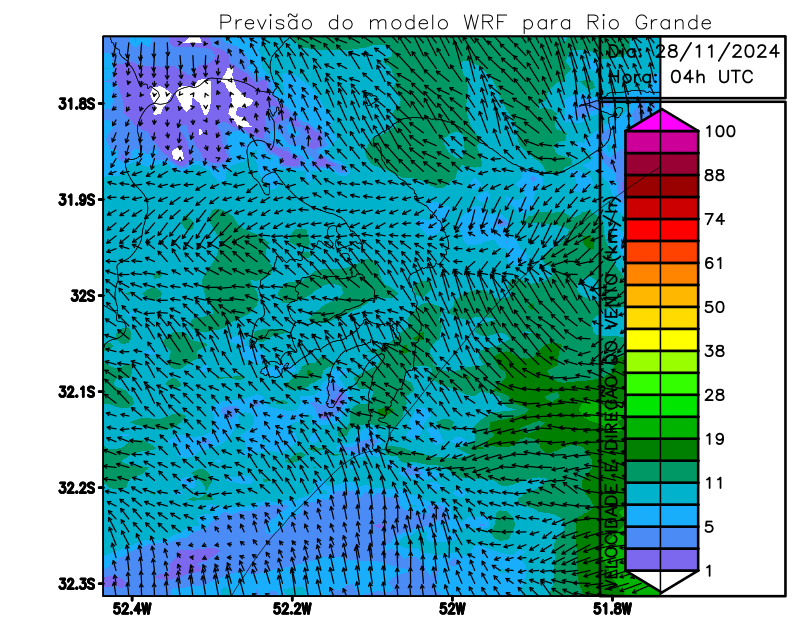 Previsão do modelo WRF para Rio Grande
Dia: 28/11/2024
Hora: 04h UTC
VELOCIDADE E DIREÇÃO DO VENTO (km/h)
100
88
74
61
50
38
28
19
11
5
1
31.8S
31.9S
32S
32.1S
32.2S
32.3S
52.4W
52.2W
52W
51.8W